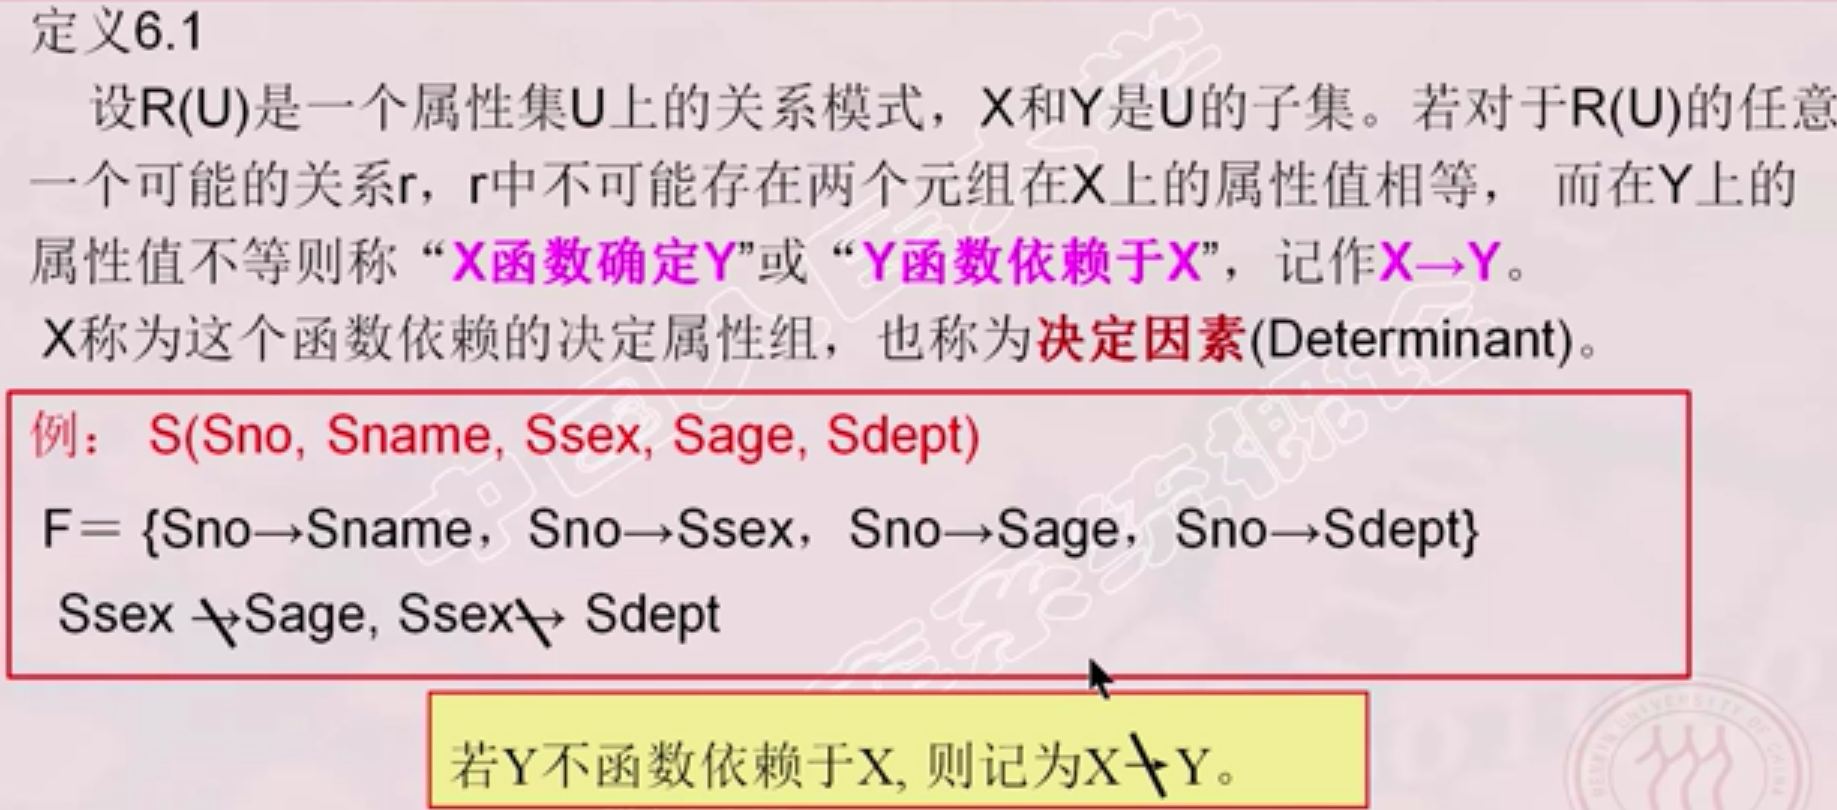 定义6.1
设R(U)是一个属性集U上的关系模式，X和Y是U的子集。若对于R(U)的任意
一个可能的关系r，r中不可能存在两个元组在X上的属性值相等， 而在Y上的
属性值不等则称“X函数确定Y”或“Y函数依赖于X”，记作X→Y。
X称为这个函数依赖的决定属性组，也称为决定因素(Determinant)。
例： S(Sno, Sname, Ssex, Sage, Sdept)
F＝ {Sno→Sname，Sno→Ssex，Sno→Sage，Sno→Sdept}
Ssex ↛Sage, Ssex↛ Sdept
若Y不函数依赖于X, 则记为X↛Y。